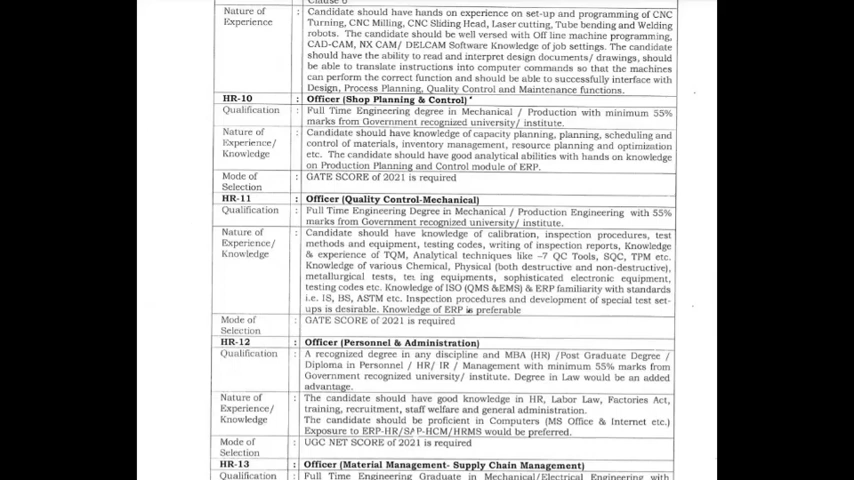 Clause 6
Nature of : Candidate should have hands on experience on set-up and programming of CNC
Experience Turning, CNC Milling, CNC Sliding Head, Laser cutting, Tube bending and Welding
robots. The candidate should be well versed with Off line machine programming,
CAD-CAM, NX CAM/ DELCAM Software Knowledge of job settings. The candidate
should have the ability to read and interpret design documents/ drawings, should
be able to translate instructions into computer commands so that the machines
can perform the correct function and should be able to successfully interface with
Design, Process Planning, Quality Control and Maintenance functions.
HR-10 : Officer (Shop Planning & Control)
Qualification : Full Time Engineering degree in Mechanical / Production with minimum 55%
marks from Government recognized university/ institute.
Nature of : Candidate should have knowledge of capacity planning, planning, scheduling and
Experience/ control of materials, inventory management, resource planning and optimization
Knowledge etc. The candidate should have good analytical abilities with hands on knowledge
on Production Planning and Control module of ERP.
Mode of : GATE SCORE of 2021 is required
Selection
HR-11 : Officer (Quality Control-Mechanical)
Qualification : Full Time Engineering Degree in Mechanical / Production Engineering with 55%
marks from Government recognized university/ institute.
Nature of : Candidate should have knowledge of calibration, inspection procedures, test
Experience/ methods and equipment, testing codes, writing of inspection reports, Knowledge
Knowledge & experience of TQM, Analytical techniques like –7 QC Tools, SQC, TPM etc.
Knowledge of various Chemical, Physical (both destructive and non-destructive),
metallurgical tests, testing equipments, sophisticated electronic equipment,
testing codes etc. Knowledge of ISO (QMS &EMS) & ERP familiarity with standards
i.e. IS, BS, ASTM etc. Inspection procedures and development of special test set-
ups is desirable. Knowledge of ERP is preferable
Mode of : GATE SCORE of 2021 is required
Selection
HR-12 : Officer (Personnel & Administration)
Qualification : A recognized degree in any discipline and MBA (HR) /Post Graduate Degree /
Diploma in Personnel / HR/ IR / Management with minimum 55% marks from
Government recognized university/ institute. Degree in Law would be an added
advantage.
Nature of : The candidate should have good knowledge in HR, Labor Law, Factories Act,
Experience/ training, recruitment, staff welfare and general administration.
Knowledge The candidate should be proficient in Computers (MS Office & Internet etc.)
Exposure to ERP-HR/SAP-HCM/HRMS would be preferred.
Mode of : UGC NET SCORE of 2021 is required
Selection
HR-13 : Officer (Material Management- Supply Chain Management)
Qualification : Full Time Engineering Graduate in Mechanical/Electrical Engineering with